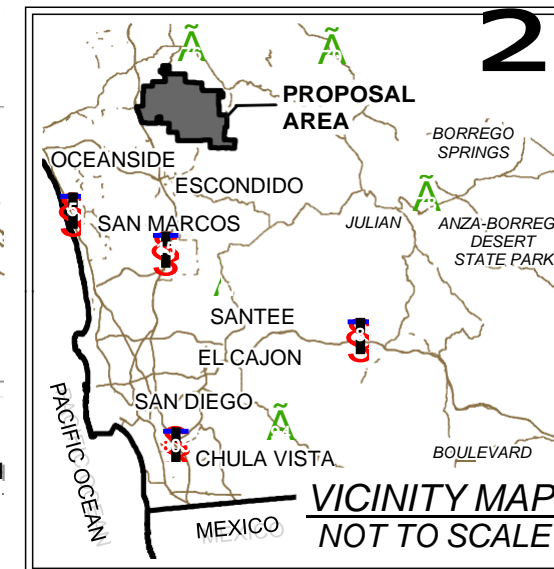 2
PROPOSAL
AREA
BORREGO
SPRINGS
OCEANSIDE
ESCONDIDO
SAN MARCOS
JULIAN
ANZA-BORREG
DESERT
STATE PARK
SANTEE
EL CAJON
SAN DIEGO
PACIFIC OCEAN
CHULA VISTA
BOULEVARD
MEXICO
VICINITY MAP
NOT TO SCALE